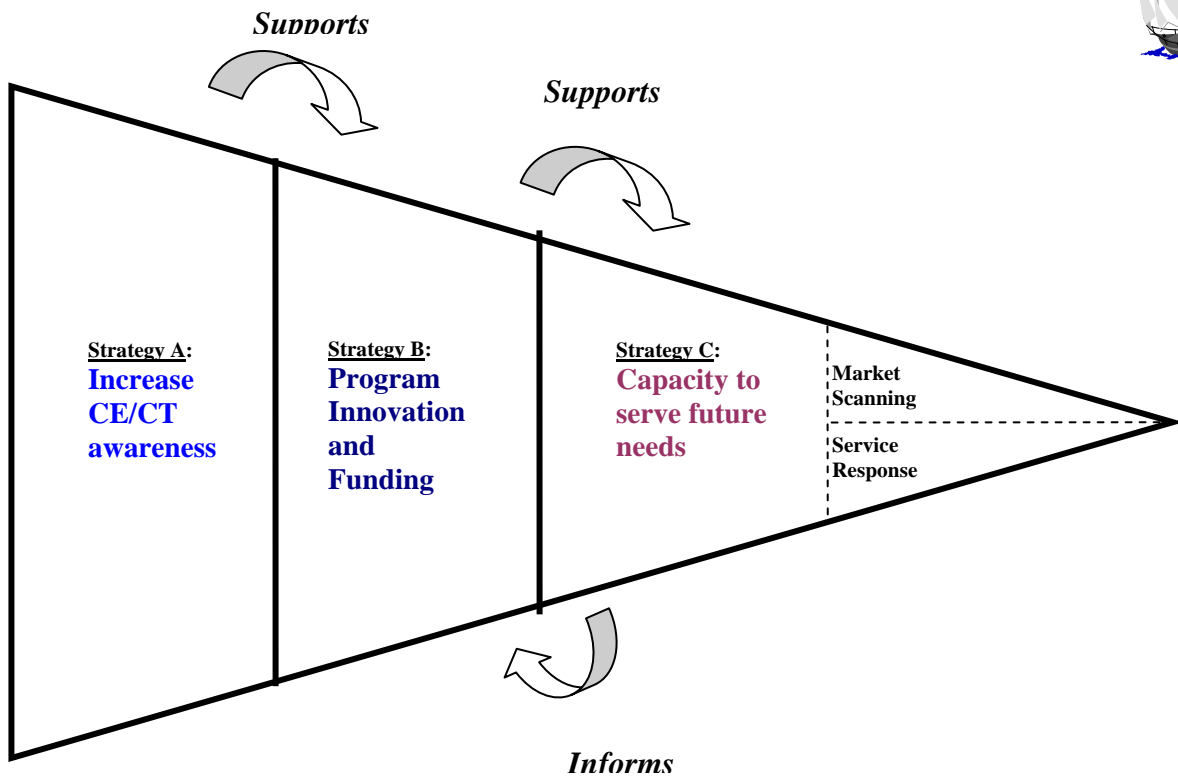 Supports
Supports
Strategy A:
Increase
CE/CT
awareness
Strategy B:
Program
Innovation
and
Funding
Strategy C:
Capacity to
serve future
needs
Market
Scanning
Service
Response
Informs